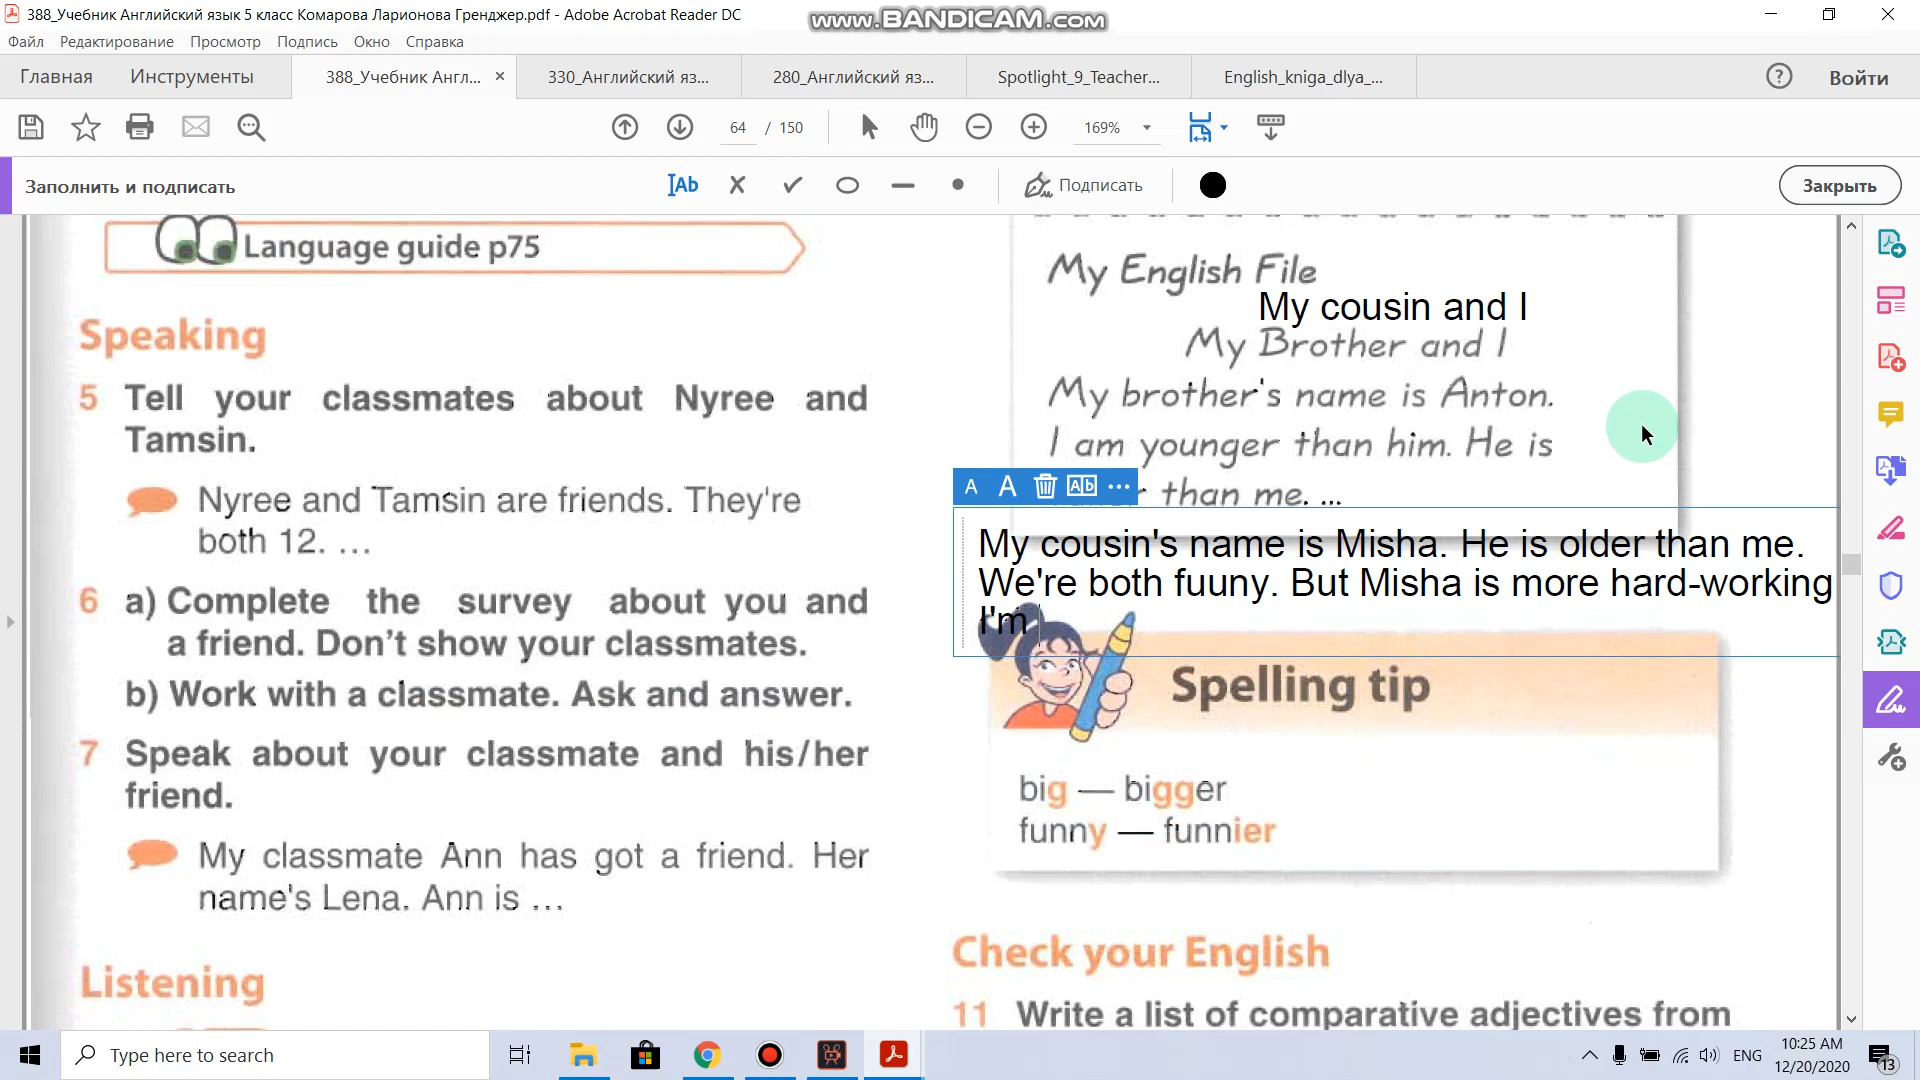 388_Учебник Английский язык 5 класс Комарова Ларионова Гренджер.pdf - Adobe Acrobat Reader DC
www.BANDICAM.com
Файл Редактирование Просмотр Подпись Окно Справка
Главная Инструменты 388_Учебник Англ... × 330_Английский яз... 280_Английский яз... Spotlight_9_Teacher... English_kniga_dlya_... ? Войти
64 / 150 169%
Заполнить и подписать Ab Подписать Закрыть
Language guide p75
Speaking
5 Tell your classmates about Nyree and
Tamsin.
Nyree and Tamsin are friends. They're
both 12. ...
6 a) Complete the survey about you and
a friend. Don't show your classmates.
b) Work with a classmate. Ask and answer.
7 Speak about your classmate and his/her
friend.
My classmate Ann has got a friend. Her
name's Lena. Ann is ...
Listening
My English File
My cousin and I
My Brother and I
My brother's name is Anton.
I am younger than him. He is
than me. ...
A A Ab ...
My cousin's name is Misha. He is older than me.
We're both fuuny. But Misha is more hard-working
I'm
Spelling tip
big — bigger
funny — funnier
Check your English
11 Write a list of comparative adjectives from
Type here to search
ENG
10:25 AM
12/20/2020
13